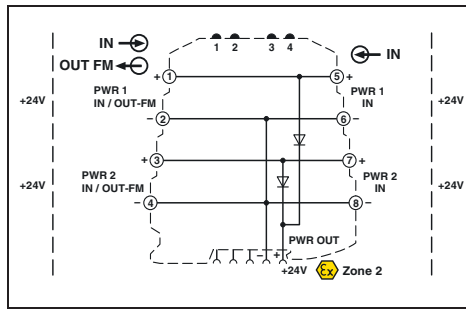 IN
OUT FM
1 2 3 4
IN
+ 1
5 +
PWR 1
IN / OUT-FM
PWR 1
IN
+24V
+24V
− 2
6 −
+ 3
7 +
PWR 2
IN / OUT-FM
PWR 2
IN
+24V
+24V
− 4
8 −
PWR OUT
− +
+24V
Ex Zone 2